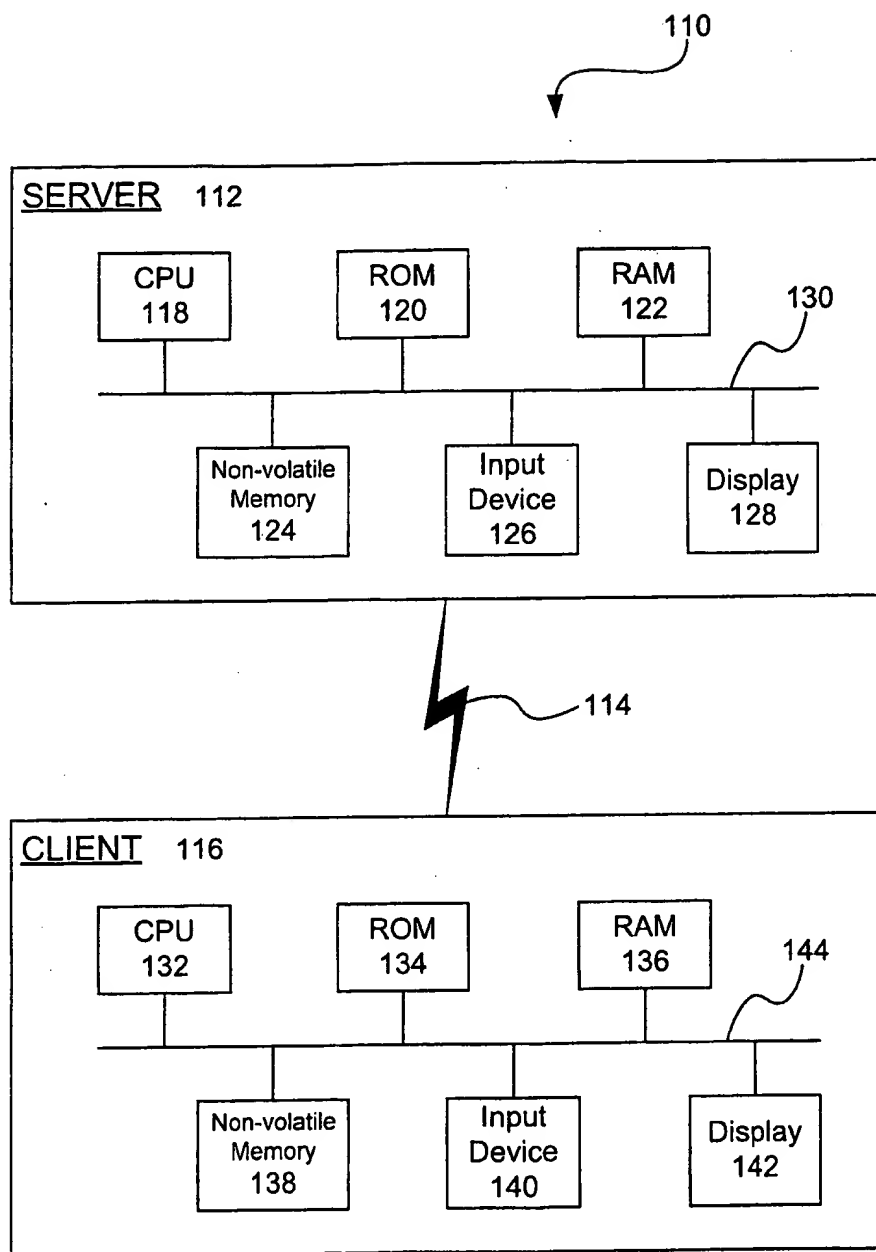 110
SERVER 112
CPU
118
ROM
120
RAM
122
130
Non-volatile
Memory
124
Input
Device
126
Display
128
114
CLIENT 116
CPU
132
ROM
134
RAM
136
144
Non-volatile
Memory
138
Input
Device
140
Display
142